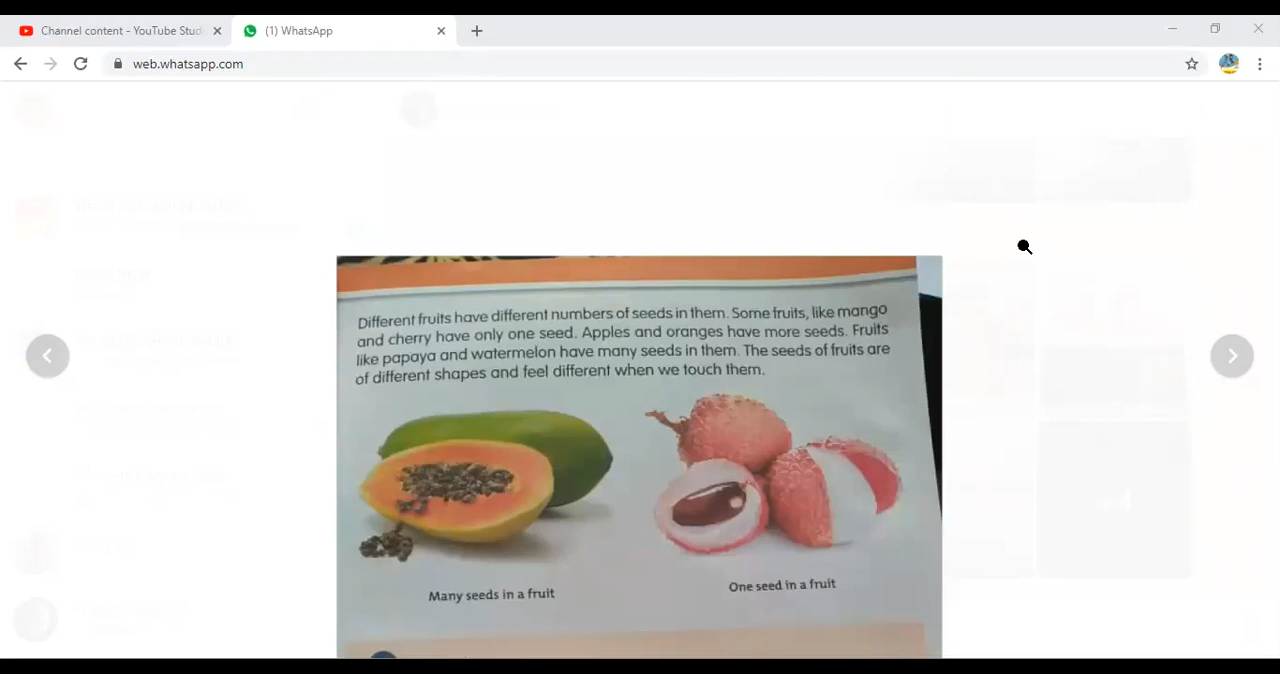 Channel content - YouTube Stud
(1) WhatsApp
web.whatsapp.com
Different fruits have different numbers of seeds in them. Some fruits, like mango
and cherry have only one seed. Apples and oranges have more seeds. Fruits
like papaya and watermelon have many seeds in them. The seeds of fruits are
of different shapes and feel different when we touch them.
Many seeds in a fruit
One seed in a fruit